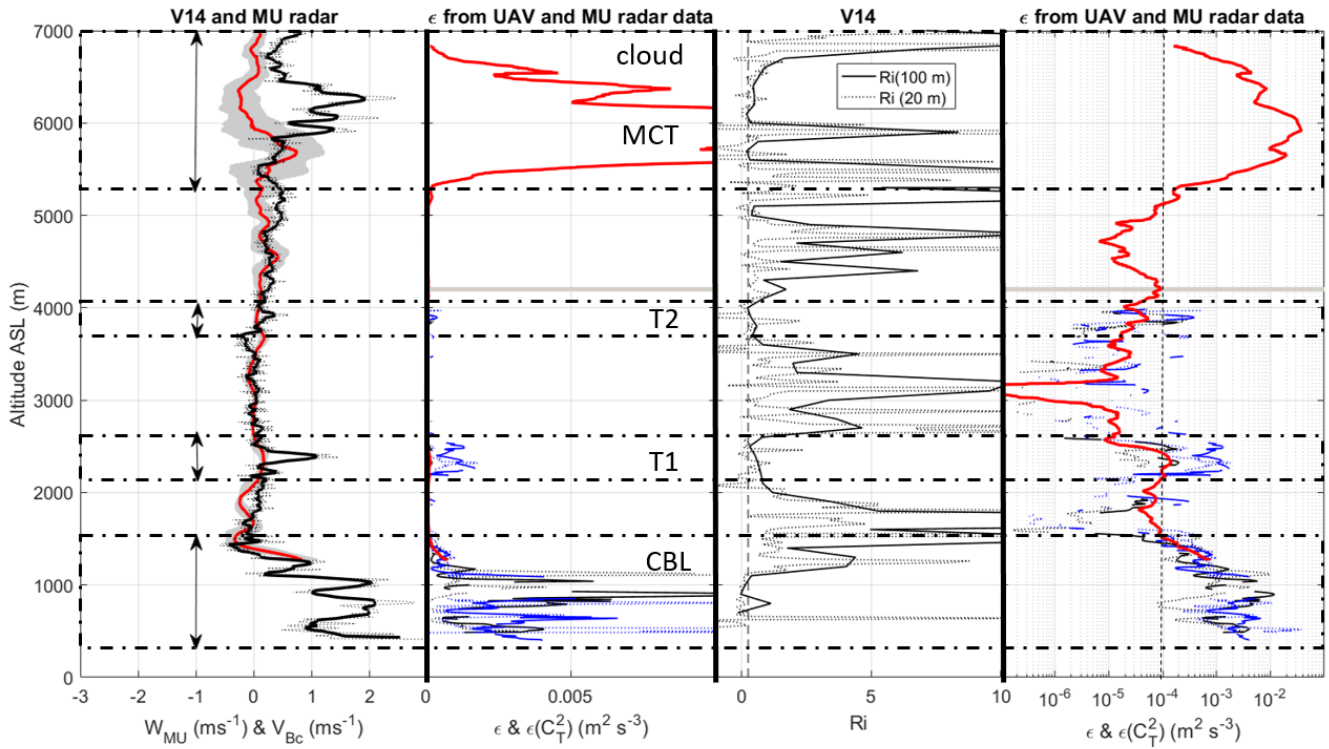 V14 and MU radar
ϵ from UAV and MU radar data
V14
ϵ from UAV and MU radar data
7000
6000
5000
4000
3000
2000
1000
0
Altitude ASL (m)
cloud
MCT
T2
T1
CBL
Ri(100 m)
Ri (20 m)
-3 -2 -1 0 1 2
0 0.005
0 5 10
10^-6 10^-5 10^-4 10^-3 10^-2
W_MU (ms^-1) & V_Bc (ms^-1)
ϵ & ϵ(C_T^2) (m^2 s^-3)
Ri
ϵ & ϵ(C_T^2) (m^2 s^-3)